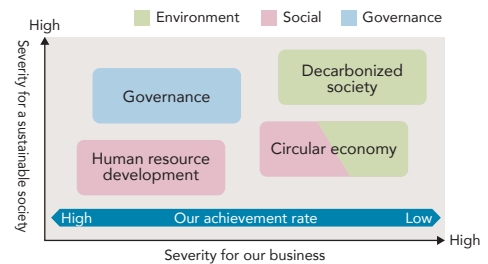 Environment Social Governance
High
Severity for a sustainable society
Decarbonized
society
Governance
Circular economy
Human resource
development
High Our achievement rate Low
High
Severity for our business